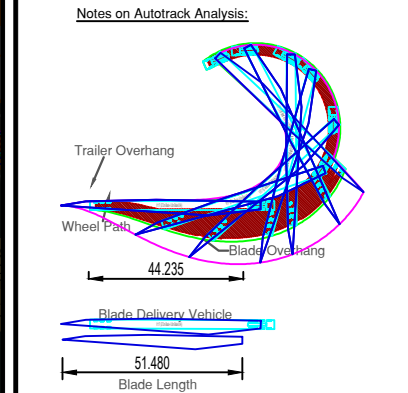 Notes on Autotrack Analysis:
Trailer Overhang
Wheel Path
Blade Overhang
44.235
Blade Delivery Vehicle
51.480
Blade Length